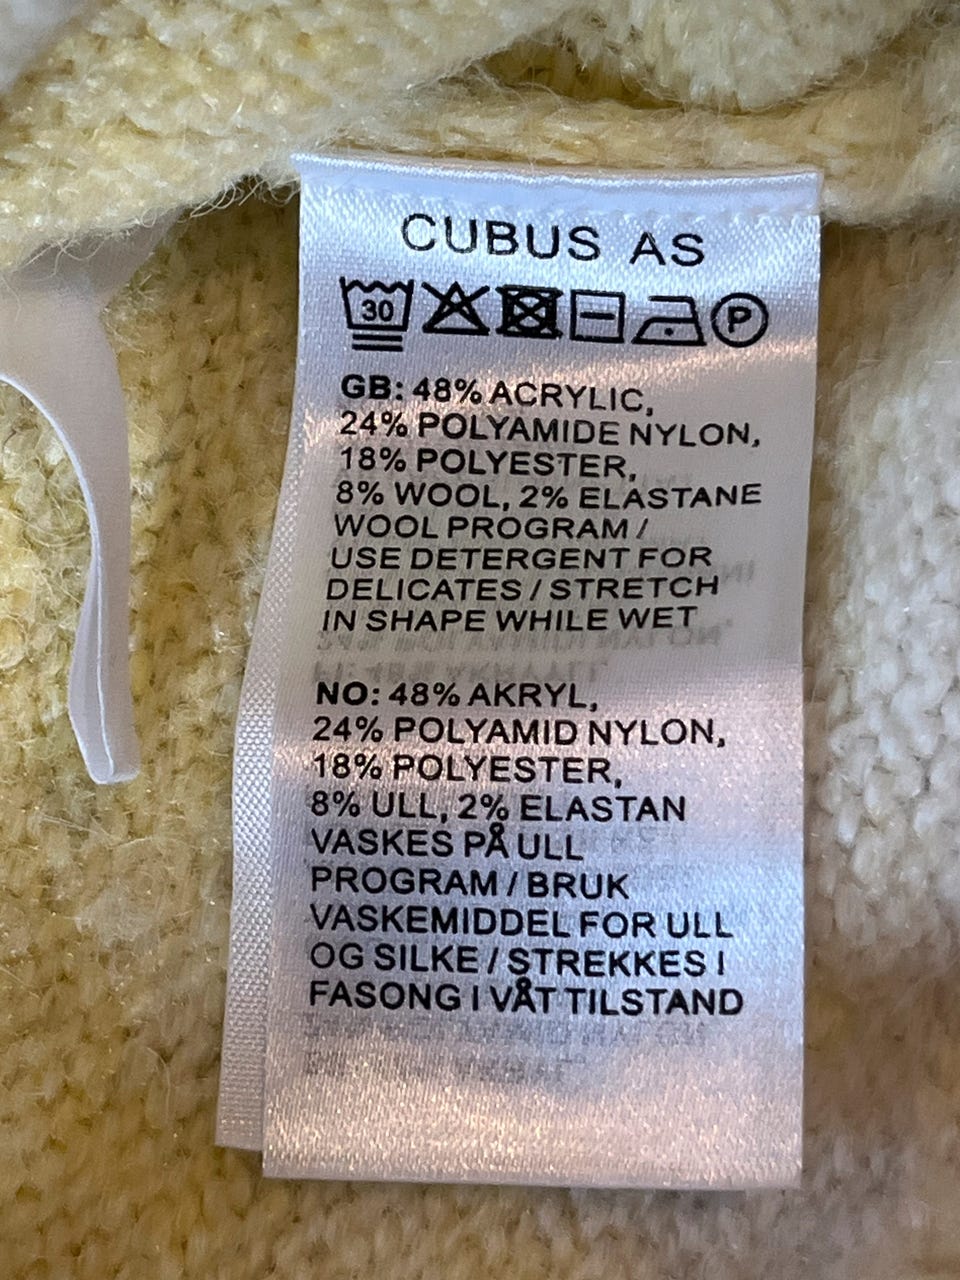 CUBUS AS
30 P
GB: 48% ACRYLIC,
24% POLYAMIDE NYLON,
18% POLYESTER,
8% WOOL, 2% ELASTANE
WOOL PROGRAM /
USE DETERGENT FOR
DELICATES / STRETCH
IN SHAPE WHILE WET
NO: 48% AKRYL,
24% POLYAMID NYLON,
18% POLYESTER,
8% ULL, 2% ELASTAN
VASKES PÅ ULL
PROGRAM / BRUK
VASKEMIDDEL FOR ULL
OG SILKE / STREKKES I
FASONG I VÅT TILSTAND